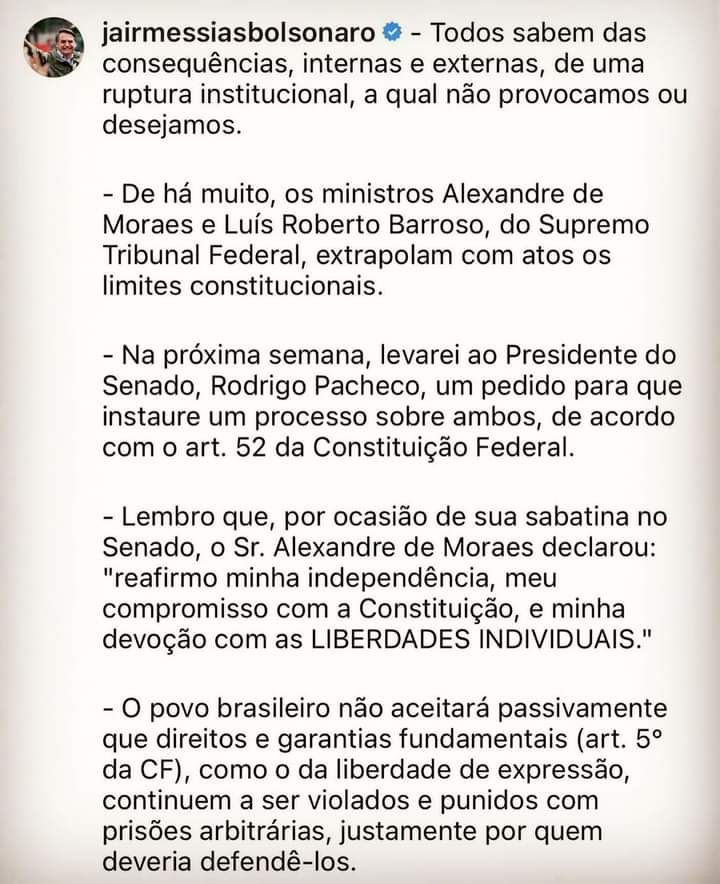 jairmessiasbolsonaro - Todos sabem das
consequências, internas e externas, de uma
ruptura institucional, a qual não provocamos ou
desejamos.
- De há muito, os ministros Alexandre de
Moraes e Luís Roberto Barroso, do Supremo
Tribunal Federal, extrapolam com atos os
limites constitucionais.
- Na próxima semana, levarei ao Presidente do
Senado, Rodrigo Pacheco, um pedido para que
instaure um processo sobre ambos, de acordo
com o art. 52 da Constituição Federal.
- Lembro que, por ocasião de sua sabatina no
Senado, o Sr. Alexandre de Moraes declarou:
"reafirmo minha independência, meu
compromisso com a Constituição, e minha
devoção com as LIBERDADES INDIVIDUAIS."
- O povo brasileiro não aceitará passivamente
que direitos e garantias fundamentais (art. 5°
da CF), como o da liberdade de expressão,
continuem a ser violados e punidos com
prisões arbitrárias, justamente por quem
deveria defendê-los.